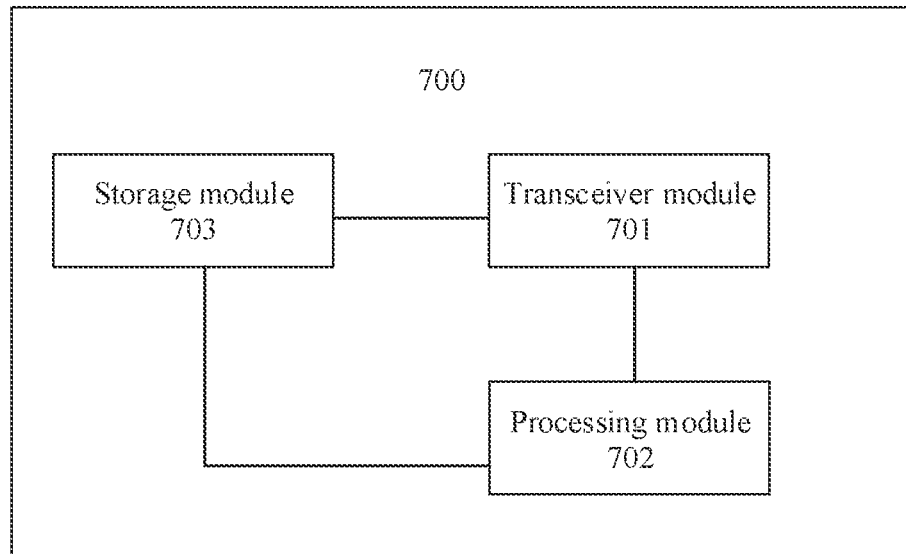 700
Storage module
703
Transceiver module
701
Processing module
702